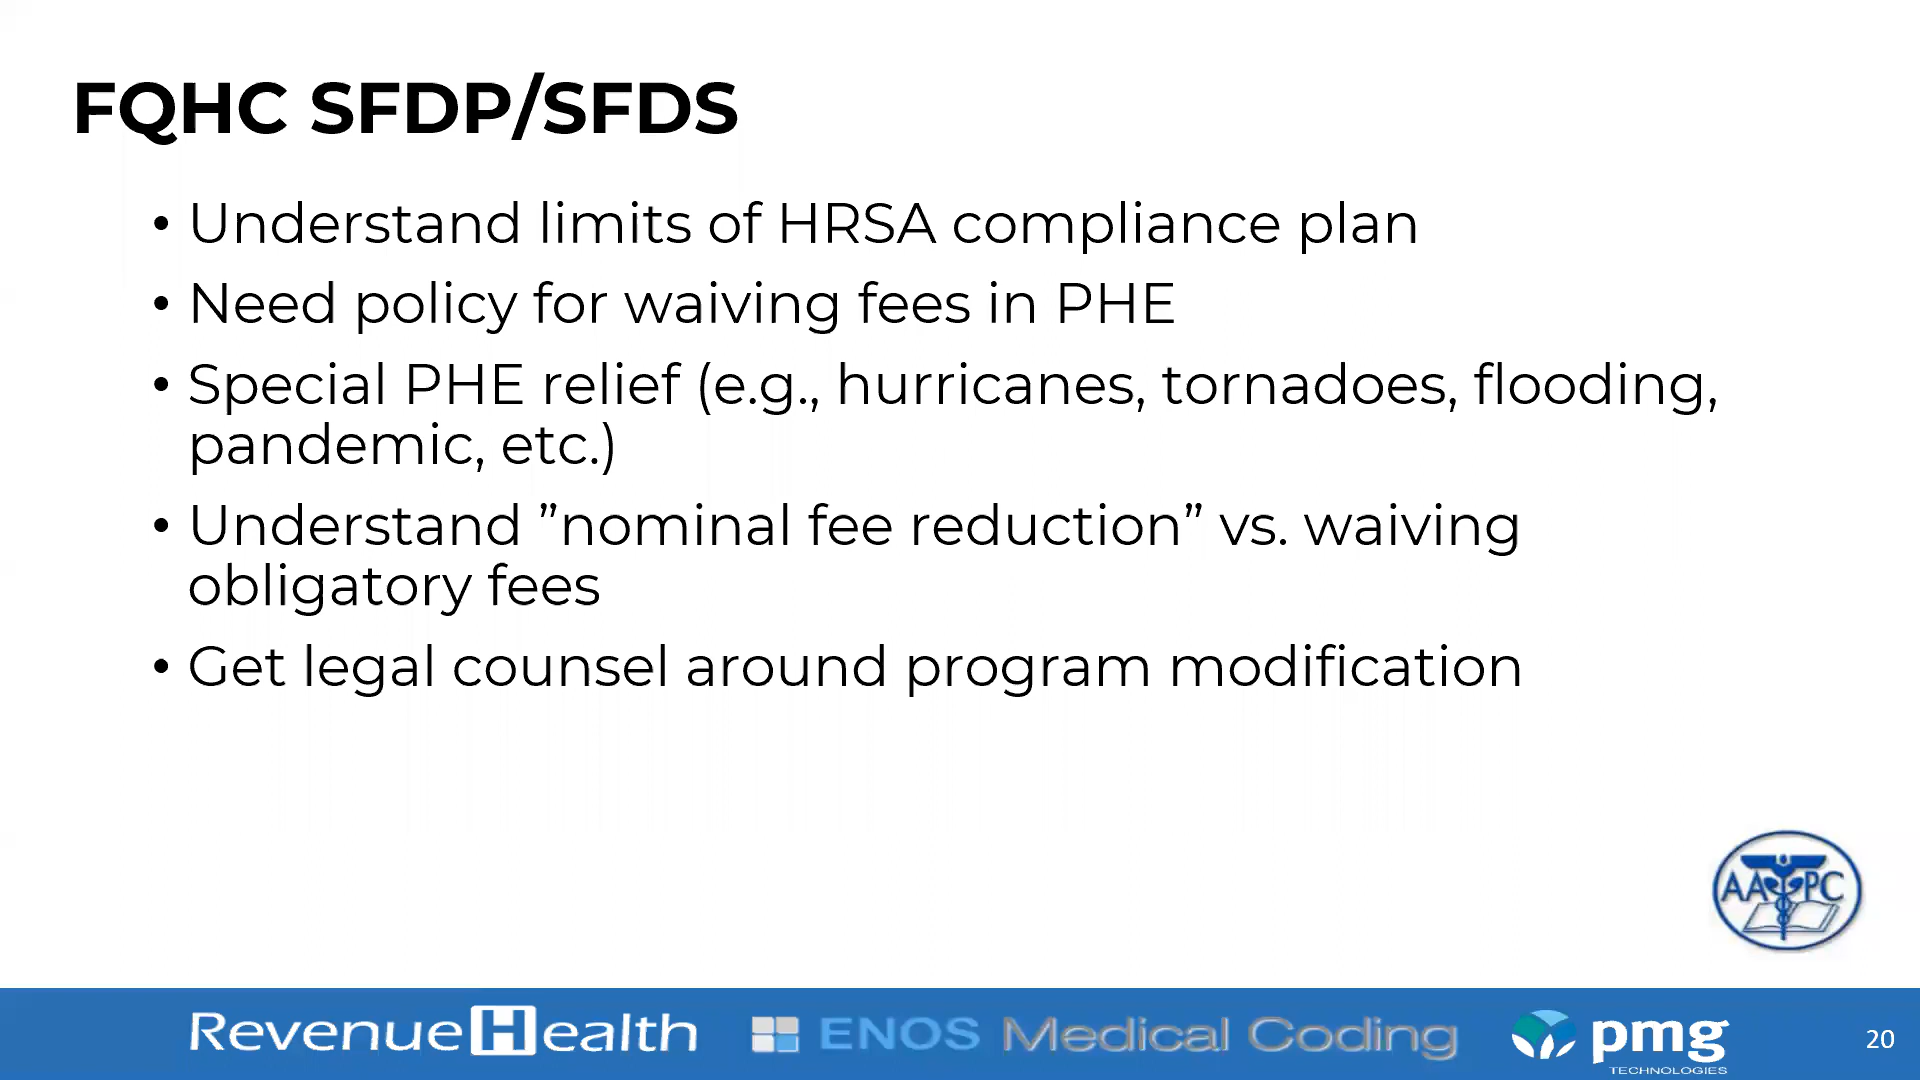 FQHC SFDP/SFDS
• Understand limits of HRSA compliance plan
• Need policy for waiving fees in PHE
• Special PHE relief (e.g., hurricanes, tornadoes, flooding,
pandemic, etc.)
• Understand ”nominal fee reduction” vs. waiving
obligatory fees
• Get legal counsel around program modification
AAPC
RevenueHealth
ENOS Medical Coding
pmg
TECHNOLOGIES
20